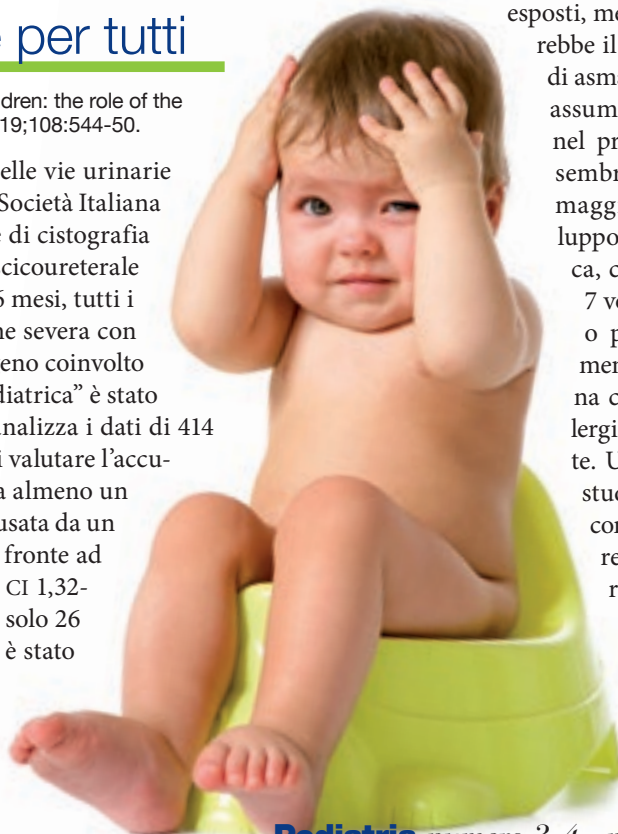 per tutti
dren: the role of the
19;108:544-50.
elle vie urinarie
Società Italiana
e di cistografia
cicoureterale
6 mesi, tutti i
ne severa con
eno coinvolto
diatrica” è stato
nalizza i dati di 414
i valutare l’accu-
a almeno un
usata da un
fronte ad
CI 1,32-
solo 26
è stato
esposti, me
rebbe il
di asma
assum
nel pr
sembr
magg
luppo
ca, c
7 vo
o p
men
na c
lergi
te. U
stud
con
re
r
Pediatria numero 3-4